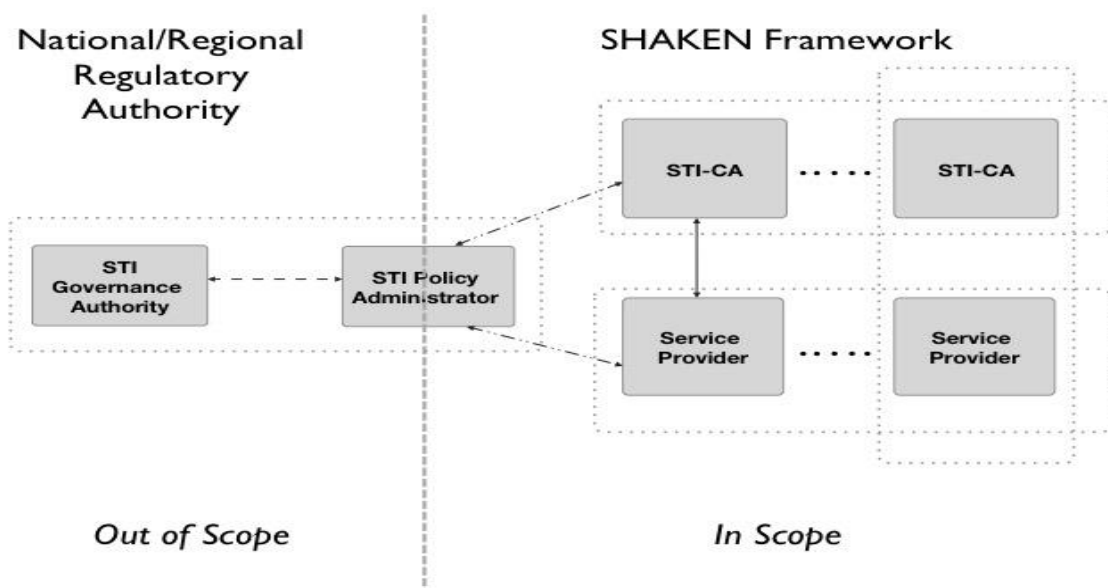 National/Regional
Regulatory
Authority
SHAKEN Framework
STI-CA
STI-CA
STI
Governance
Authority
STI Policy
Administrator
Service
Provider
Service
Provider
Out of Scope
In Scope